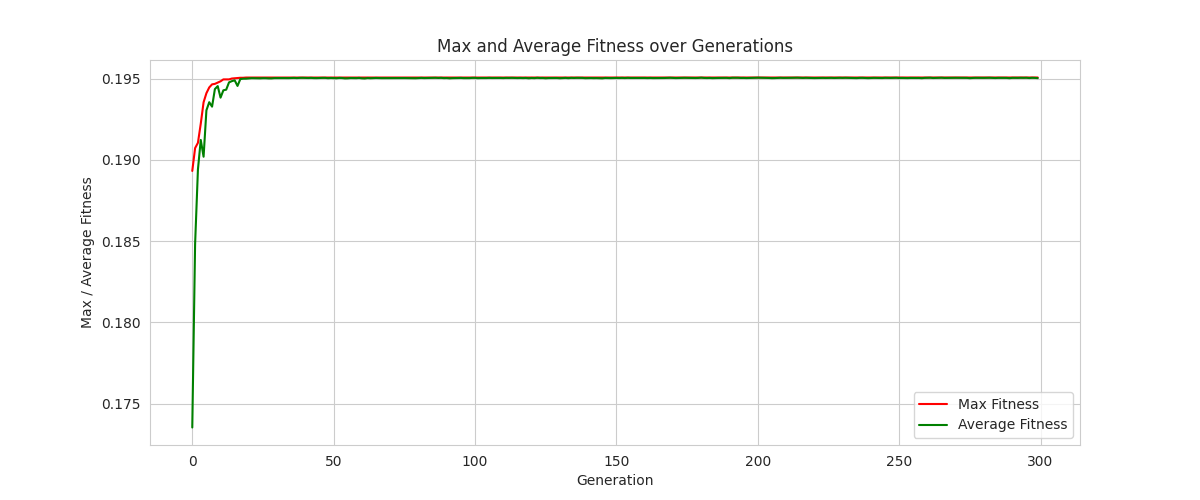 Max and Average Fitness over Generations
Max / Average Fitness
0.195
0.190
0.185
0.180
0.175
0
50
100
150
200
250
300
Generation
Max Fitness
Average Fitness